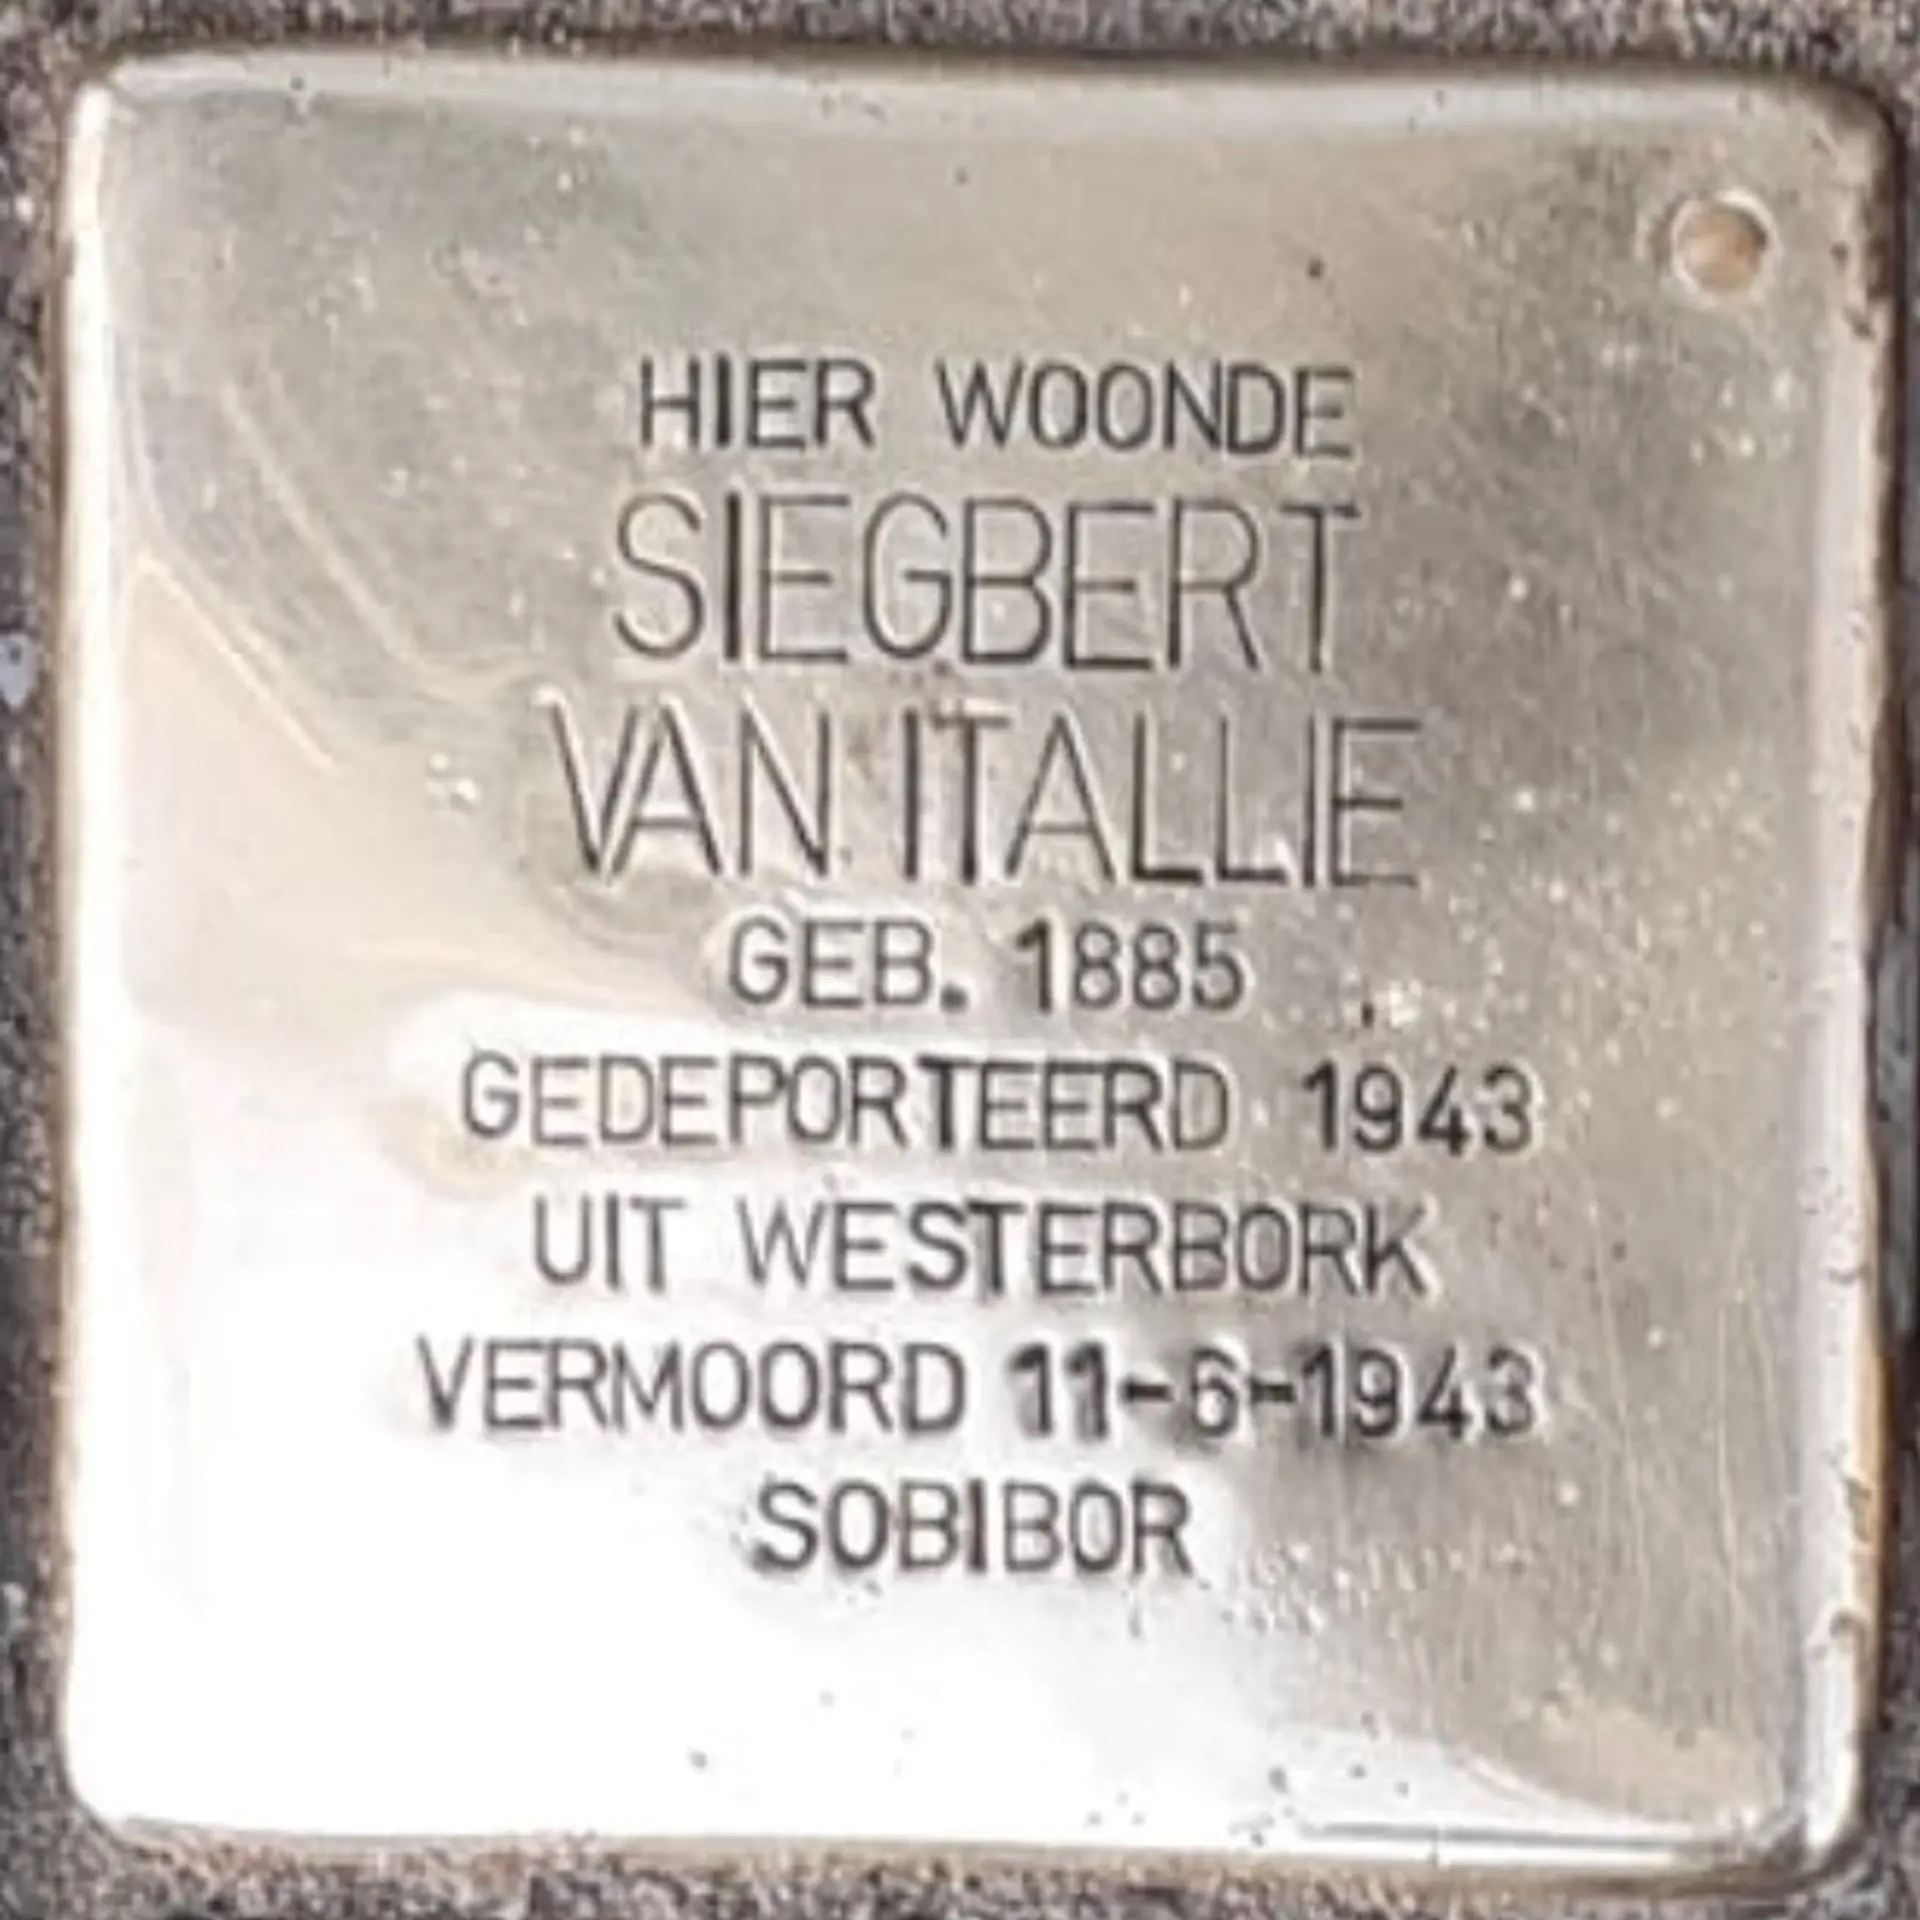 HIER WOONDE
SIEGBERT
VAN ITALLIE
GEB. 1885
GEDEPORTEERD 1943
UIT WESTERBORK
VERMOORD 11-6-1943
SOBIBOR